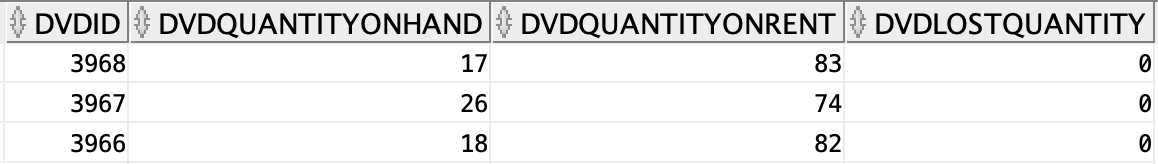 DVDID DVDQUANTITYONHAND DVDQUANTITYONRENT DVDLOSTQUANTITY
3968 17 83 0
3967 26 74 0
3966 18 82 0